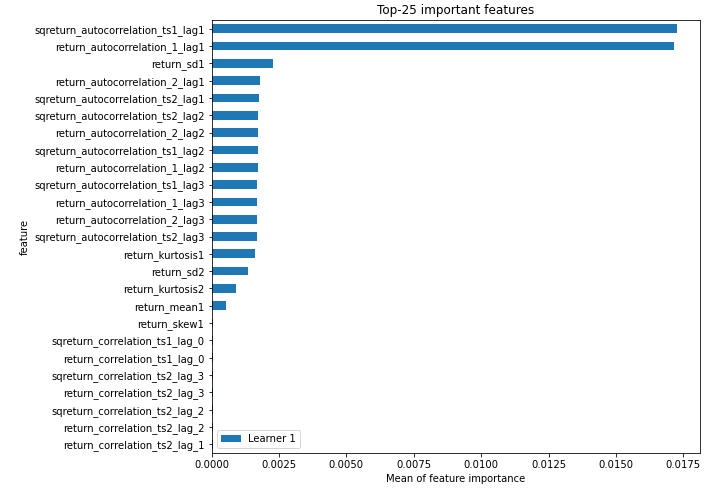 Top-25 important features
sqreturn_autocorrelation_ts1_lag1
return_autocorrelation_1_lag1
return_sd1
return_autocorrelation_2_lag1
sqreturn_autocorrelation_ts2_lag1
sqreturn_autocorrelation_ts2_lag2
return_autocorrelation_2_lag2
sqreturn_autocorrelation_ts1_lag2
return_autocorrelation_1_lag2
sqreturn_autocorrelation_ts1_lag3
return_autocorrelation_1_lag3
return_autocorrelation_2_lag3
sqreturn_autocorrelation_ts2_lag3
return_kurtosis1
return_sd2
return_kurtosis2
return_mean1
return_skew1
sqreturn_correlation_ts1_lag_0
return_correlation_ts1_lag_0
sqreturn_correlation_ts2_lag_3
return_correlation_ts2_lag_3
sqreturn_correlation_ts2_lag_2
return_correlation_ts2_lag_2
return_correlation_ts2_lag_1
feature
Learner 1
0.0000 0.0025 0.0050 0.0075 0.0100 0.0125 0.0150 0.0175
Mean of feature importance